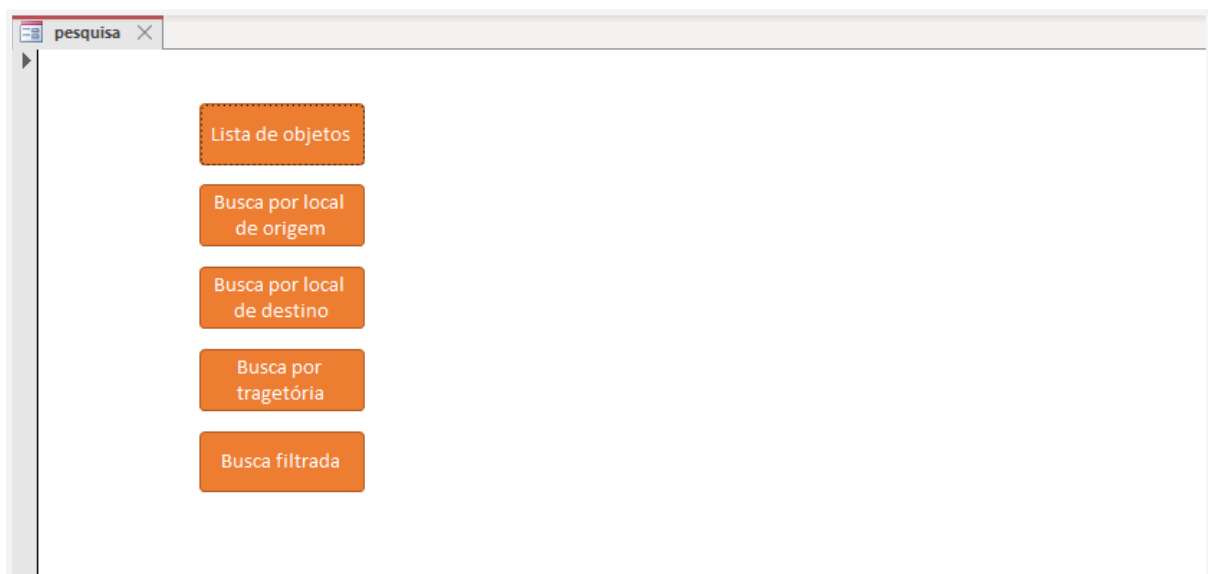 pesquisa
Lista de objetos
Busca por local
de origem
Busca por local
de destino
Busca por
tragetória
Busca filtrada